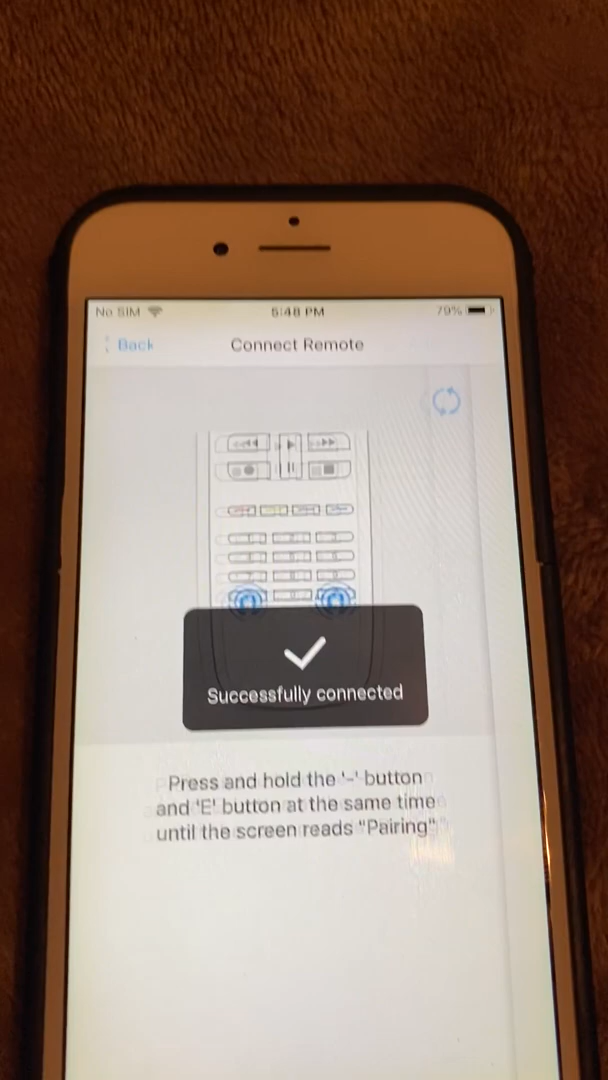 No SIM 5:48 PM 79%
Back Connect Remote
Successfully connected
Press and hold the '-' button
and 'E' button at the same time
until the screen reads "Pairing"